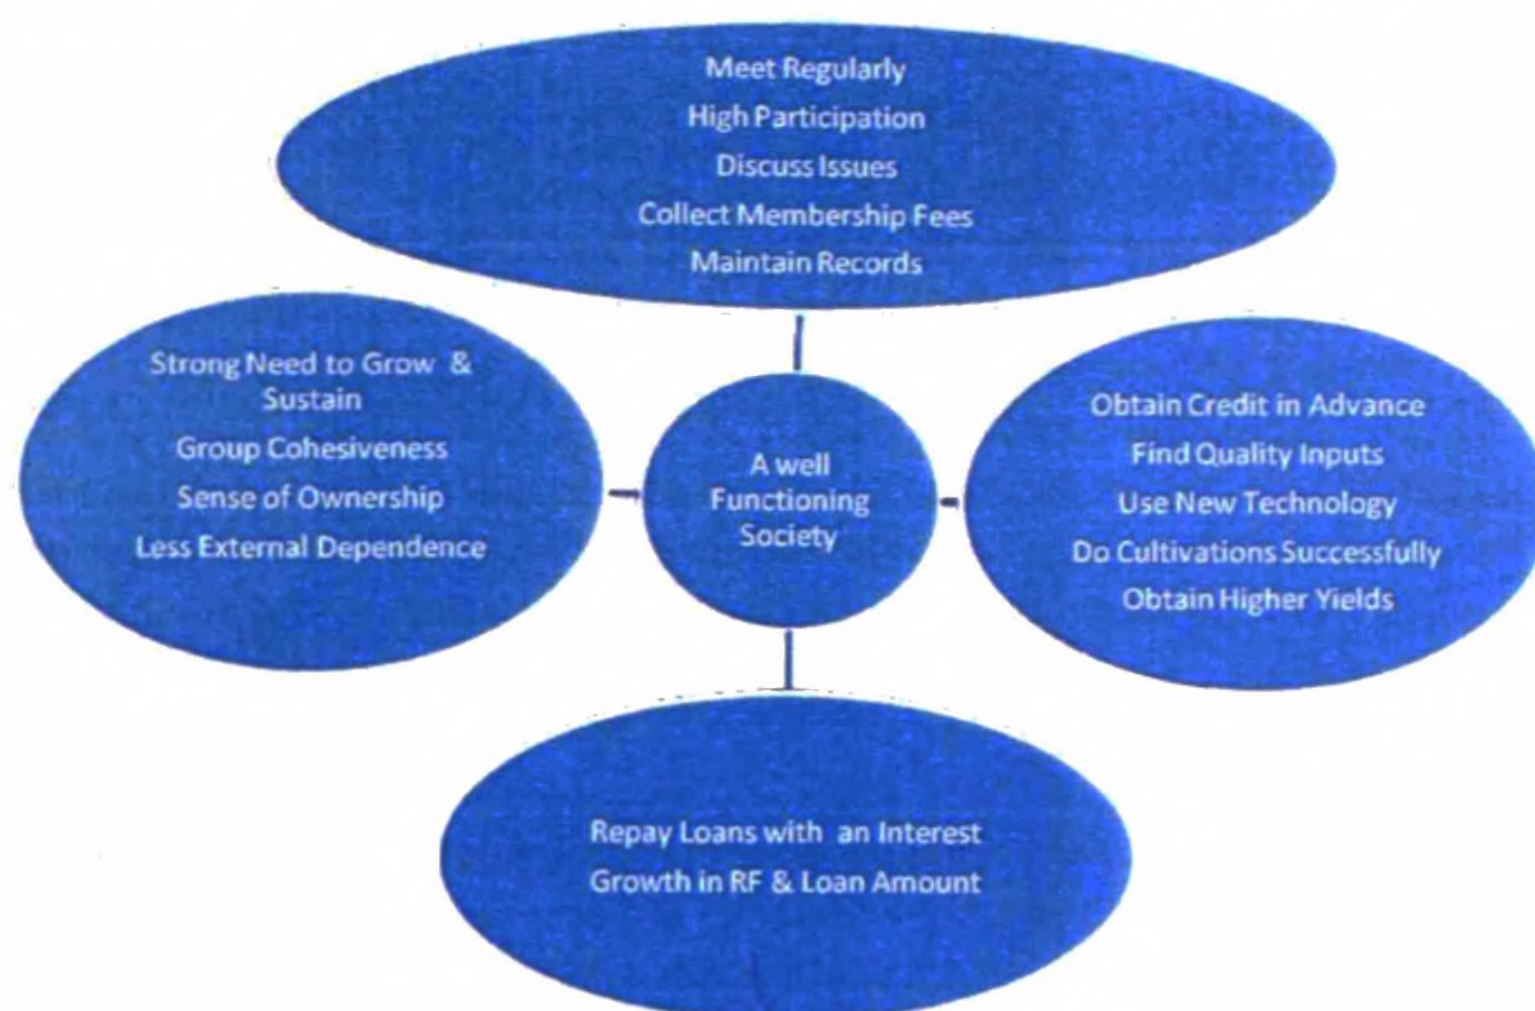 Meet Regularly
High Participation
Discuss Issues
Collect Membership Fees
Maintain Records
Strong Need to Grow &
Sustain
Group Cohesiveness
Sense of Ownership
Less External Dependence
A well
Functioning
Society
Obtain Credit in Advance
Find Quality Inputs
Use New Technology
Do Cultivations Successfully
Obtain Higher Yields
Repay Loans with an Interest
Growth in RF & Loan Amount